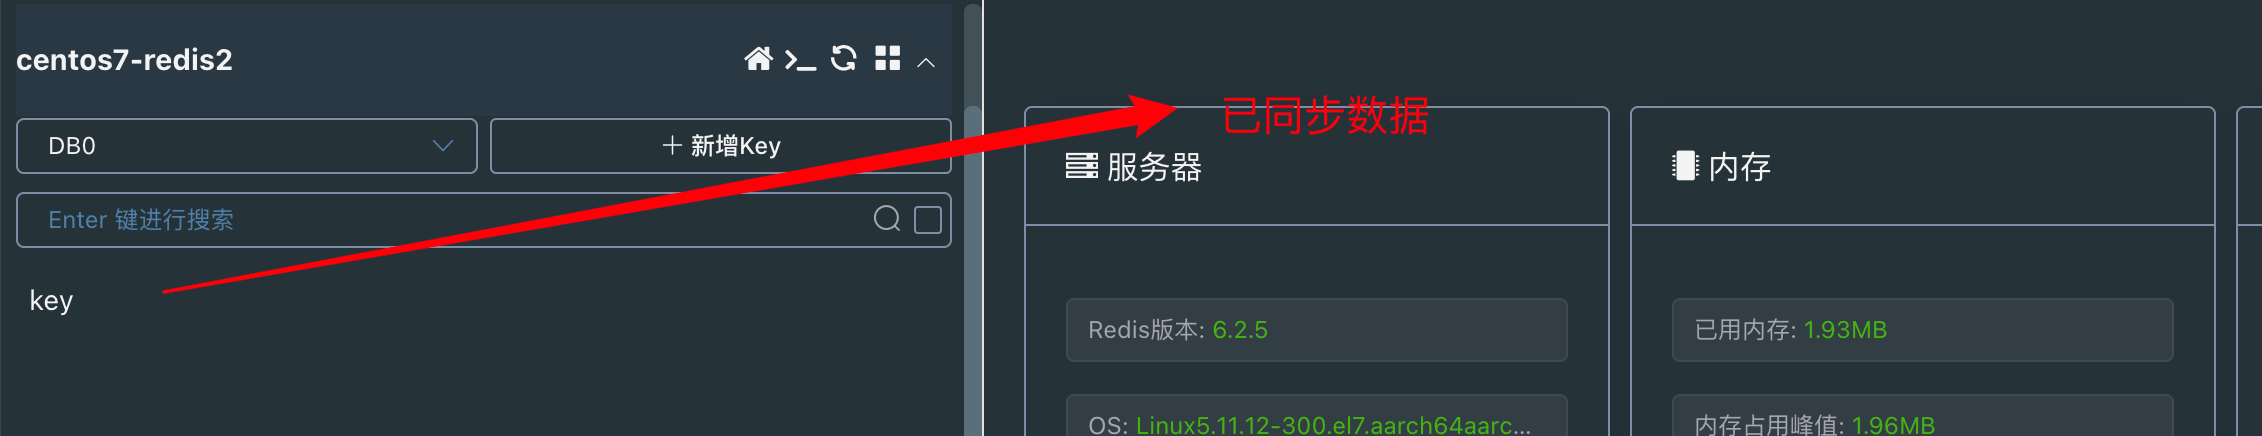 centos7-redis2
DB0
新增Key
Enter 键进行搜索
key
已同步数据
服务器
Redis版本: 6.2.5
OS: Linux5.11.12-300.el7.aarch64aarc...
内存
已用内存: 1.93MB
内存占用峰值: 1.96MB